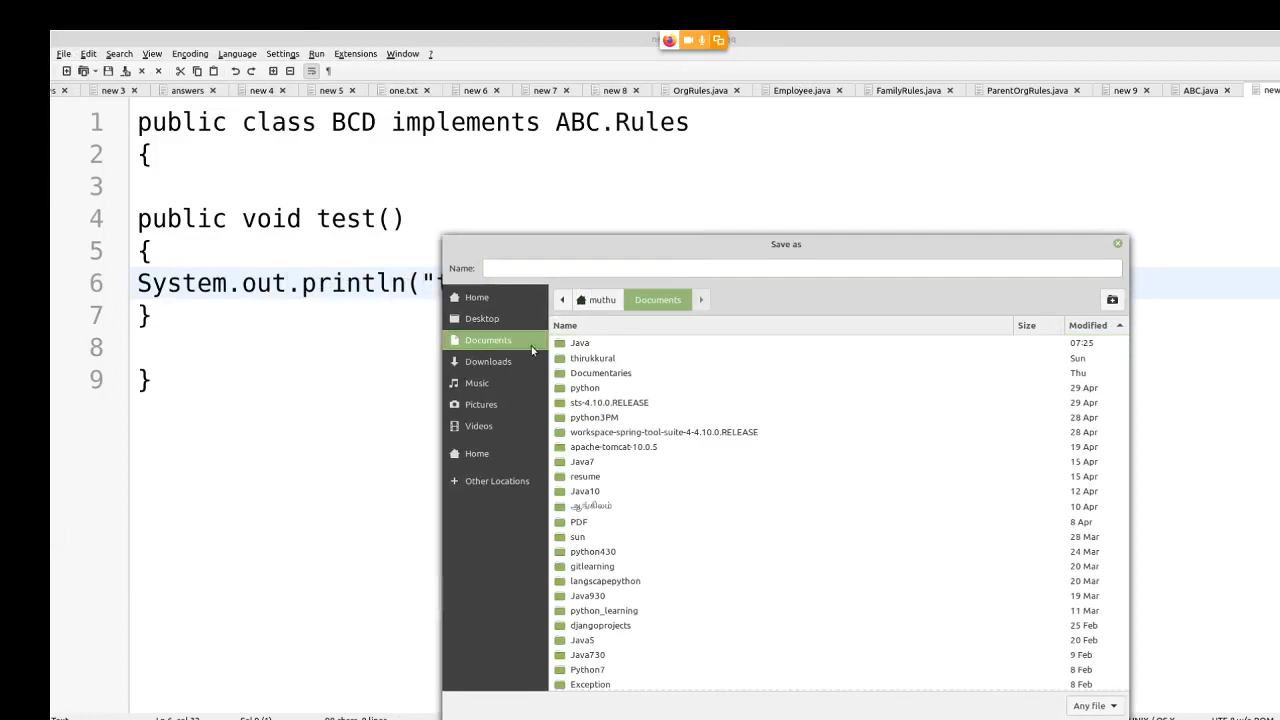 File Edit Search View Encoding Language Settings Run Extensions Window ?
new 3 answers new 4 new 5 one.txt new 6 new 7 new 8 OrgRules.java Employee.java FamilyRules.java ParentOrgRules.java new 9 ABC.java new
1 public class BCD implements ABC.Rules
2 {
3
4 public void test()
5 {
6 System.out.println("
7 }
8
9 }
Save as
Name:
Home
Desktop
Documents
Downloads
Music
Pictures
Videos
Home
+ Other Locations
muthu Documents
Name Size Modified
Java 07:25
thirukkural Sun
Documentaries Thu
python 29 Apr
sts-4.10.0.RELEASE 29 Apr
python3PM 28 Apr
workspace-spring-tool-suite-4-4.10.0.RELEASE 28 Apr
apache-tomcat-10.0.5 19 Apr
Java7 15 Apr
resume 15 Apr
Java10 12 Apr
ஆங்கிலம் 10 Apr
PDF 8 Apr
sun 28 Mar
python430 24 Mar
gitlearning 20 Mar
langscapepython 20 Mar
Java930 19 Mar
python_learning 11 Mar
djangoprojects 25 Feb
Java5 20 Feb
Java730 9 Feb
Python7 8 Feb
Exception 8 Feb
Any file